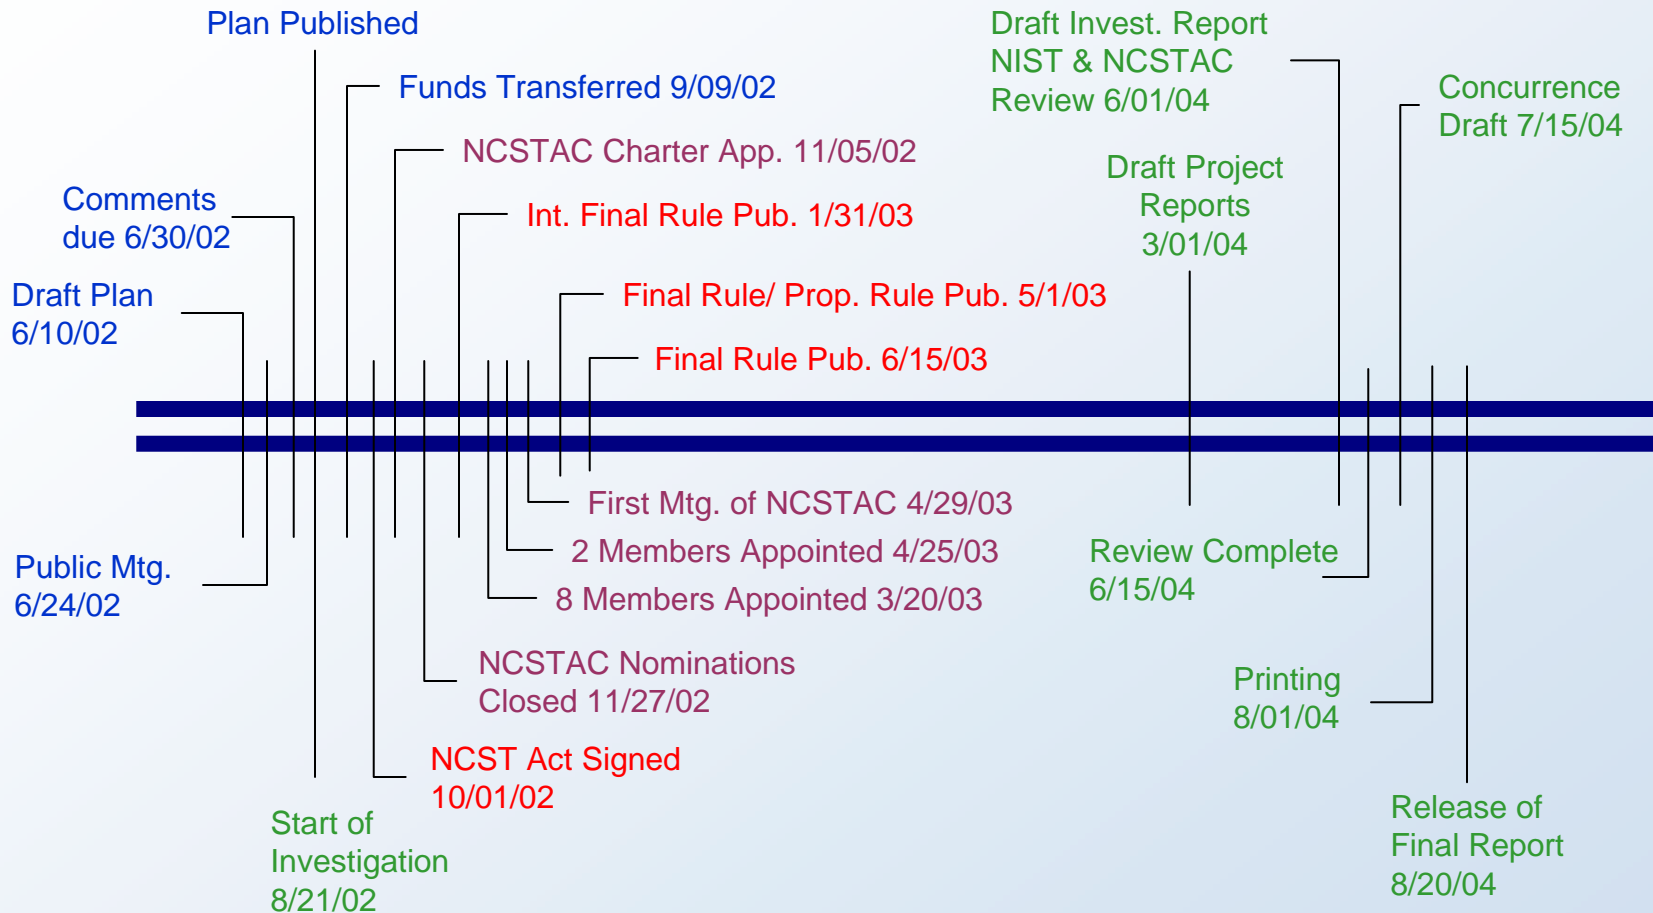 Plan Published
Funds Transferred 9/09/02
NCSTAC Charter App. 11/05/02
Comments
due 6/30/02
Int. Final Rule Pub. 1/31/03
Draft Plan
6/10/02
Final Rule/ Prop. Rule Pub. 5/1/03
Final Rule Pub. 6/15/03
Draft Invest. Report
NIST & NCSTAC
Review 6/01/04
Concurrence
Draft 7/15/04
Draft Project
Reports
3/01/04
Public Mtg.
6/24/02
First Mtg. of NCSTAC 4/29/03
2 Members Appointed 4/25/03
8 Members Appointed 3/20/03
NCSTAC Nominations
Closed 11/27/02
NCST Act Signed
10/01/02
Start of
Investigation
8/21/02
Review Complete
6/15/04
Printing
8/01/04
Release of
Final Report
8/20/04